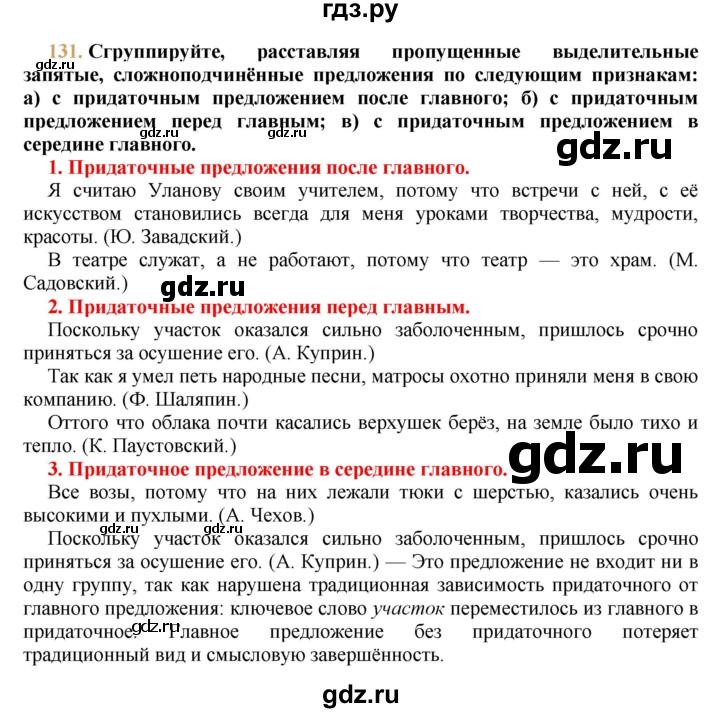 гдз.ру
131. Сгруппируйте, расставляя пропущенные выделительные
запятые, сложноподчинённые предложения по следующим признакам:
а) с придаточным предложением после главного; б) с придаточным
предложением перед главным; в) с придаточным предложением в
середине главного.
1. Придаточные предложения после главного.
Я считаю Уланову своим учителем, потому что встречи с ней, с её
искусством становились всегда для меня уроками творчества, мудрости,
красоты. (Ю. Завадский.)
В театре служат, а не работают, потому что театр — это храм. (М.
Садовский.)
2. Придаточные предложения перед главным.
Поскольку участок оказался сильно заболоченным, пришлось срочно
приняться за осушение его. (А. Куприн.)
Так как я умел петь народные песни, матросы охотно приняли меня в свою
компанию. (Ф. Шаляпин.)
Оттого что облака почти касались верхушек берёз, на земле было тихо и
тепло. (К. Паустовский.)
3. Придаточное предложение в середине главного.
Все возы, потому что на них лежали тюки с шерстью, казались очень
высокими и пухлыми. (А. Чехов.)
Поскольку участок оказался сильно заболоченным, пришлось срочно
приняться за осушение его. (А. Куприн.) — Это предложение не входит ни в
одну группу, так как нарушена традиционная зависимость придаточного от
главного предложения: ключевое слово участок переместилось из главного в
придаточное. Главное предложение без придаточного потеряет
традиционный вид и смысловую завершённость.
gdz.ru
gdz.ru
gdz.ru
gdz.ru
gdz.ru
gdz.ru
gdz.ru
gdz.ru
gdz.ru
gdz.ru
gdz.ru
gdz.ru